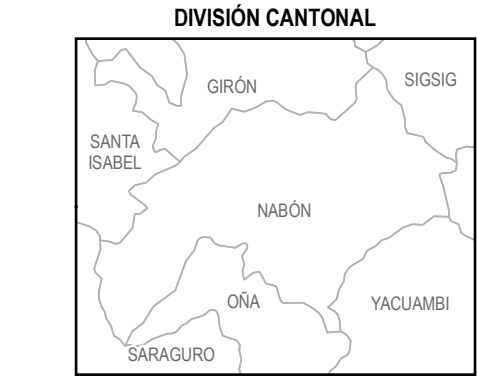 DIVISIÓN CANTONAL
GIRÓN
SIGSIG
SANTA
ISABEL
NABÓN
OÑA
YACUAMBI
SARAGURO